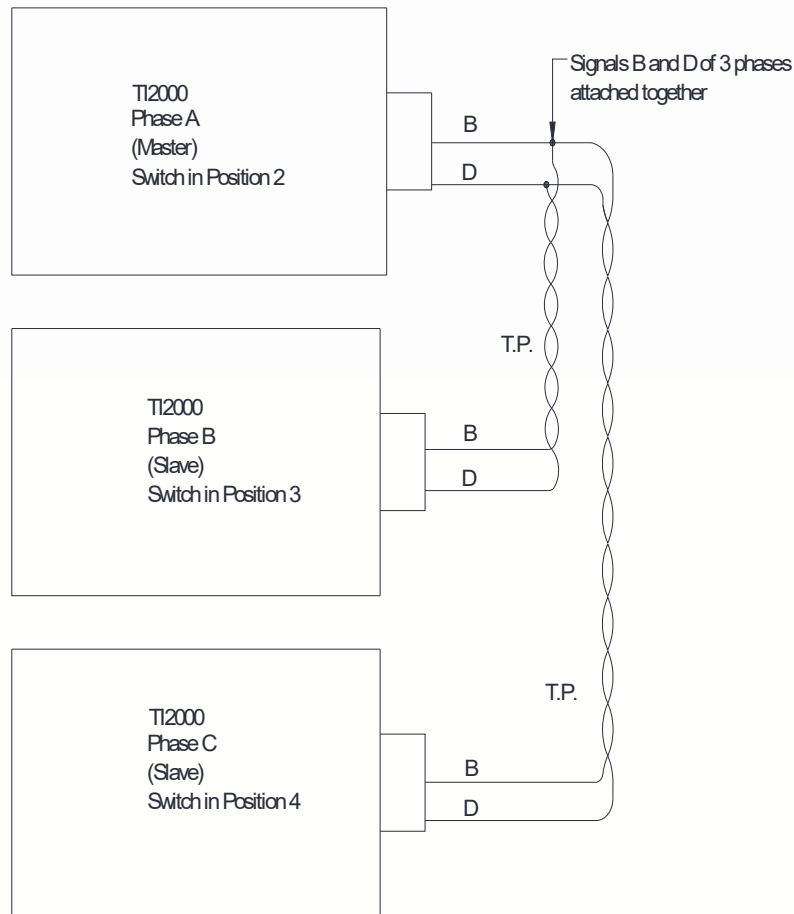 TI2000
Phase A
(Master)
Switch in Position 2
B
D
Signals B and D of 3 phases
attached together
T.P.
TI2000
Phase B
(Slave)
Switch in Position 3
B
D
T.P.
TI2000
Phase C
(Slave)
Switch in Position 4
B
D